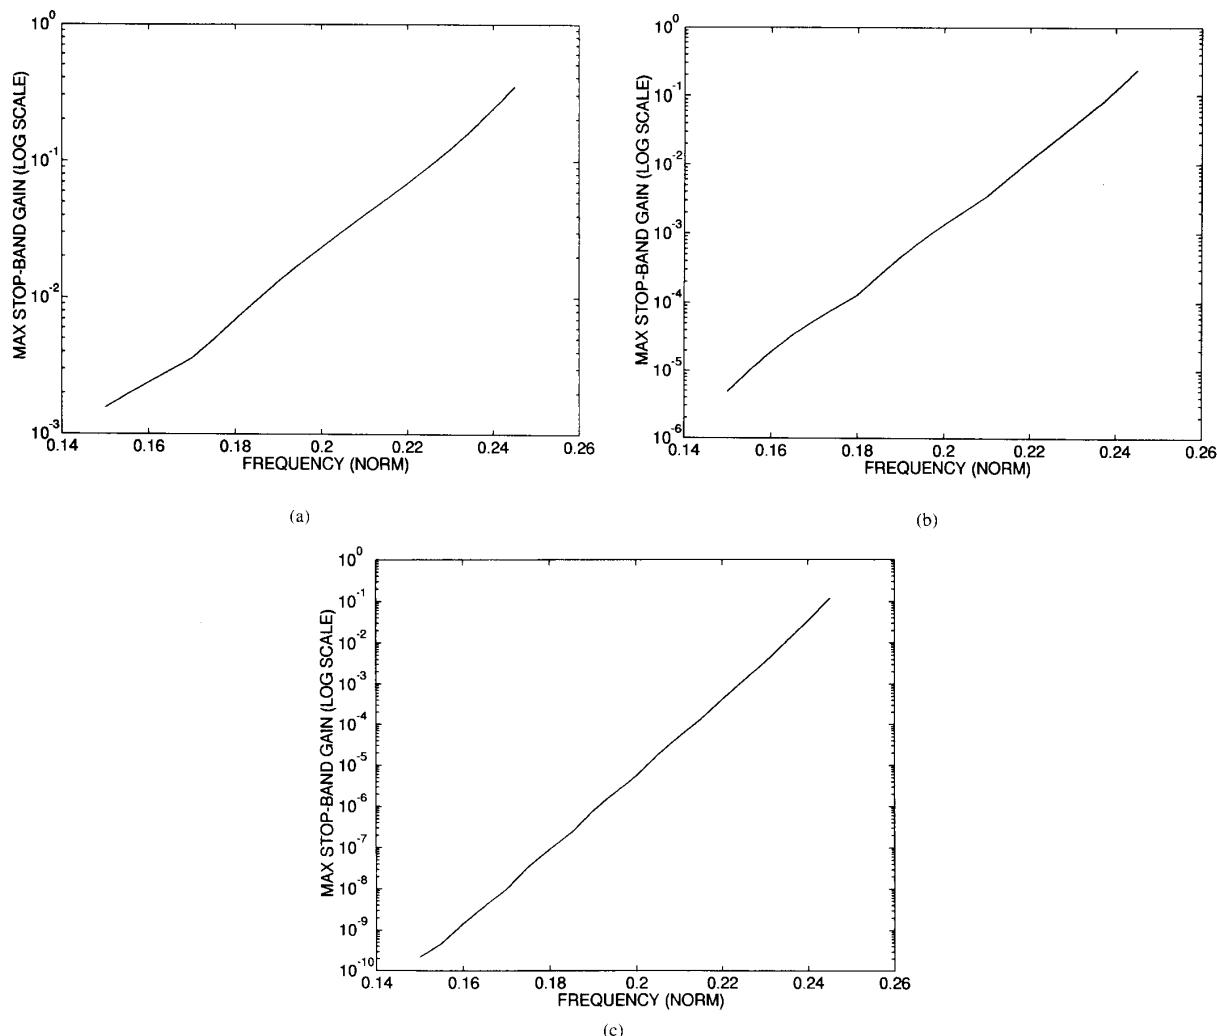 MAX STOP-BAND GAIN (LOG SCALE)
10^0
10^-1
10^-2
10^-3
0.14 0.16 0.18 0.2 0.22 0.24 0.26
FREQUENCY (NORM)
(a)
MAX STOP-BAND GAIN (LOG SCALE)
10^0
10^-1
10^-2
10^-3
10^-4
10^-5
10^-6
0.14 0.16 0.18 0.2 0.22 0.24 0.26
FREQUENCY (NORM)
(b)
MAX STOP-BAND GAIN (LOG SCALE)
10^0
10^-1
10^-2
10^-3
10^-4
10^-5
10^-6
10^-7
10^-8
10^-9
10^-10
0.14 0.16 0.18 0.2 0.22 0.24 0.26
FREQUENCY (NORM)
(c)